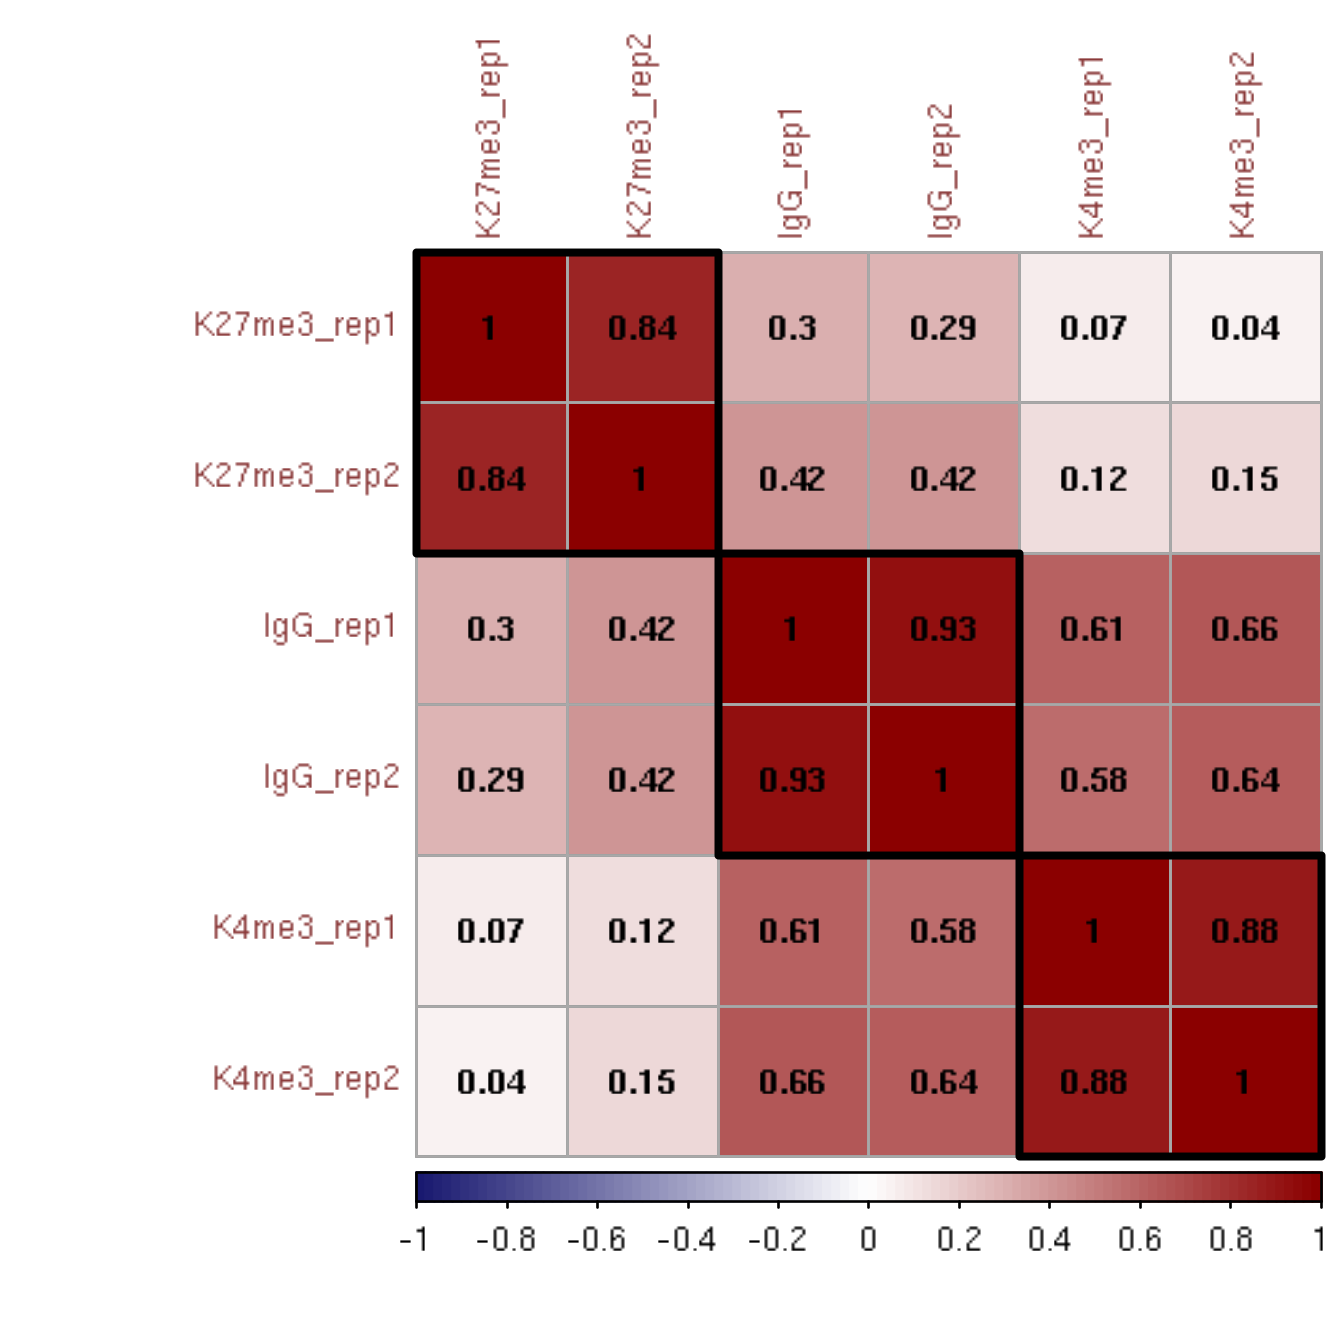 K27me3_rep1 K27me3_rep2 IgG_rep1 IgG_rep2 K4me3_rep1 K4me3_rep2
K27me3_rep1 1 0.84 0.3 0.29 0.07 0.04
K27me3_rep2 0.84 1 0.42 0.42 0.12 0.15
IgG_rep1 0.3 0.42 1 0.93 0.61 0.66
IgG_rep2 0.29 0.42 0.93 1 0.58 0.64
K4me3_rep1 0.07 0.12 0.61 0.58 1 0.88
K4me3_rep2 0.04 0.15 0.66 0.64 0.88 1
-1 -0.8 -0.6 -0.4 -0.2 0 0.2 0.4 0.6 0.8 1